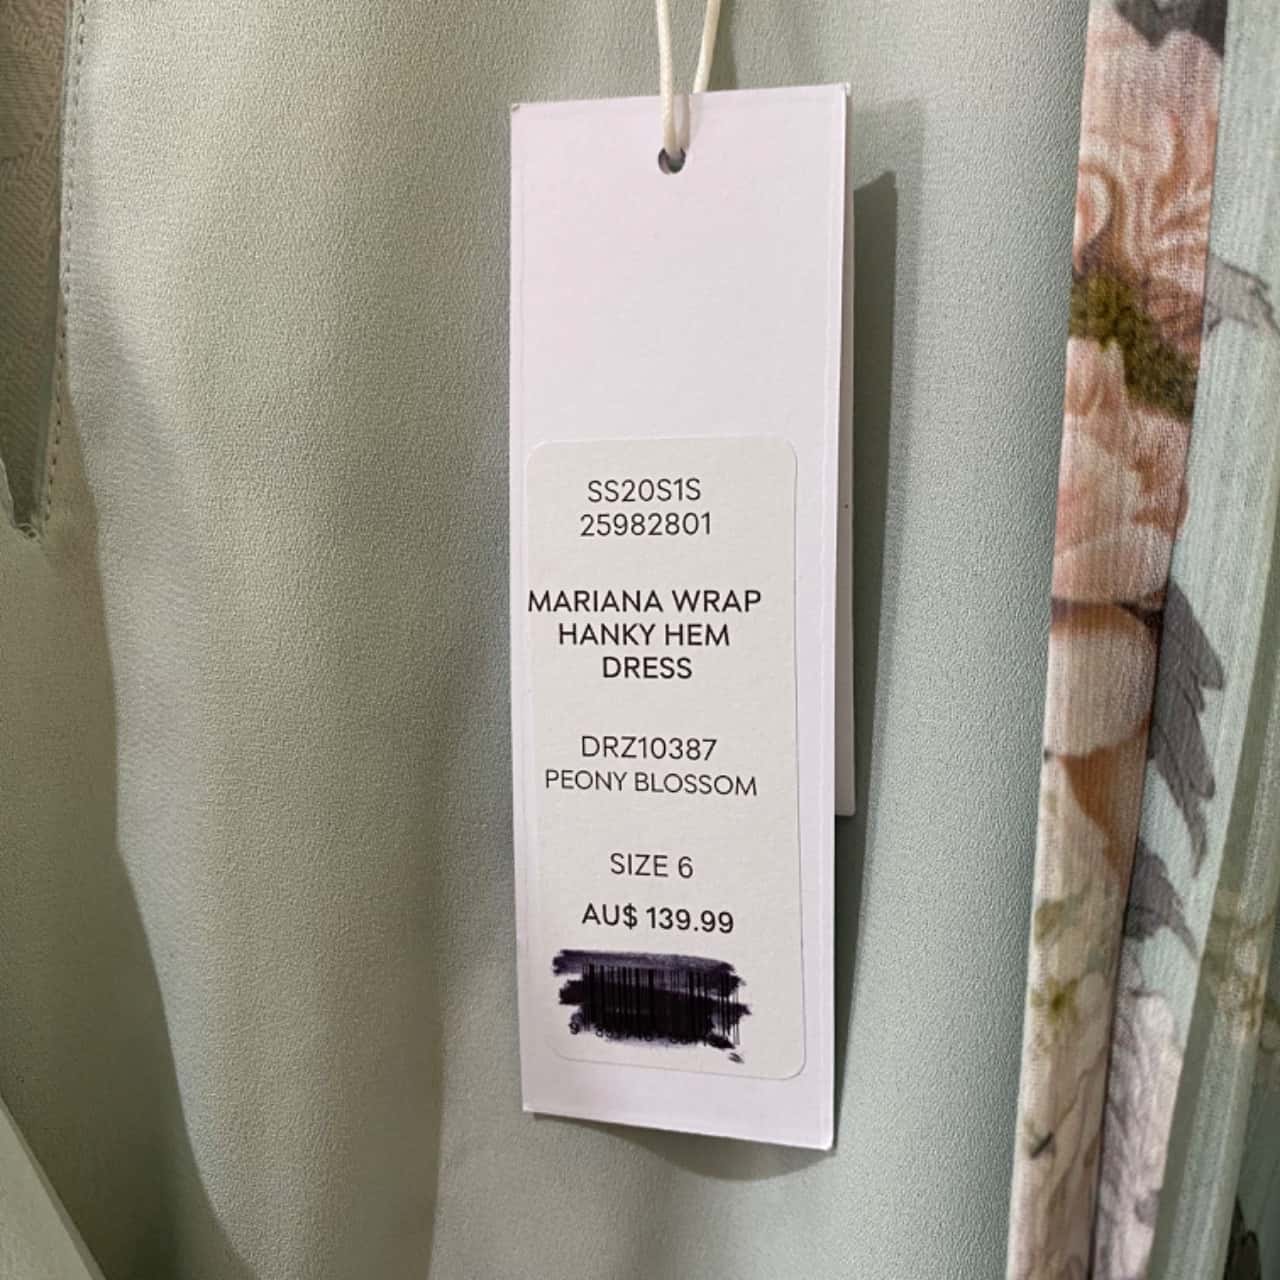 SS20S1S
25982801
MARIANA WRAP
HANKY HEM
DRESS
DRZ10387
PEONY BLOSSOM
SIZE 6
AU$ 139.99